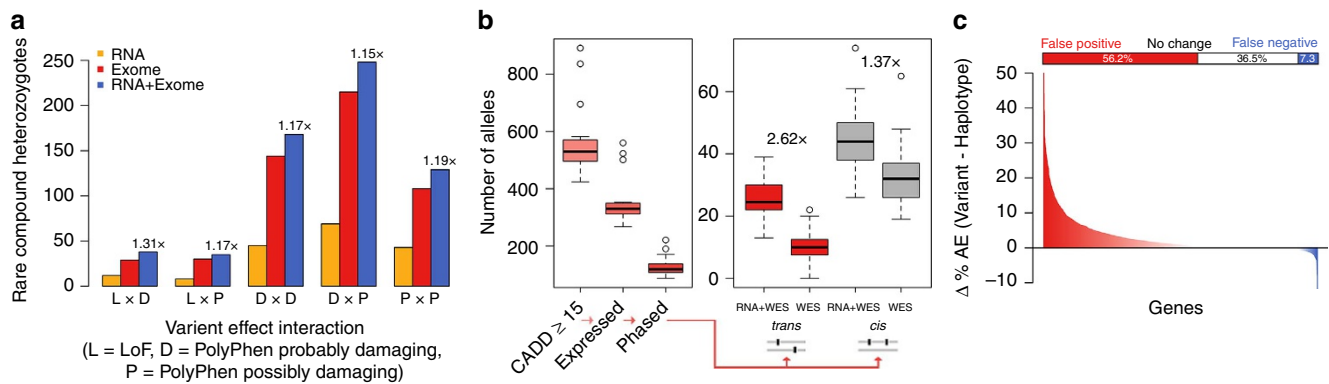 a
Rare compound heterozygotes
250
200
150
100
50
0
RNA
Exome
RNA+Exome
1.31×
1.17×
1.17×
1.15×
1.19×
L × D
L × P
D × D
D × P
P × P
Varient effect interaction
(L = LoF, D = PolyPhen probably damaging,
P = PolyPhen possibly damaging)
b
Number of alleles
800
600
400
200
CADD ≥ 15
Expressed
Phased
60
40
20
0
2.62×
1.37×
RNA+WES WES RNA+WES WES
trans
cis
c
False positive No change False negative
56.2% 36.5% 7.3
Δ % AE (Variant - Haplotype)
50
40
30
20
10
0
−10
Genes